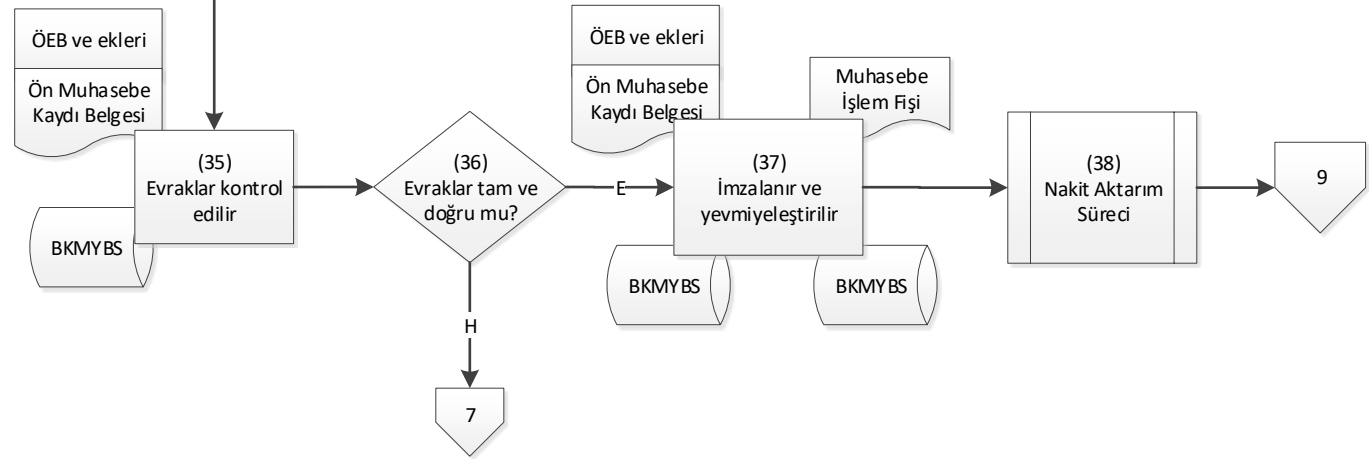 ÖEB ve ekleri
Ön Muhasebe
Kaydı Belgesi
(35)
Evraklar kontrol
edilir
BKMYBS
(36)
Evraklar tam ve
doğru mu?
E
H
7
ÖEB ve ekleri
Ön Muhasebe
Kaydı Belgesi
Muhasebe
İşlem Fişi
(37)
İmzalanır ve
yevmiyeleştirilir
BKMYBS
BKMYBS
(38)
Nakit Aktarım
Süreci
9